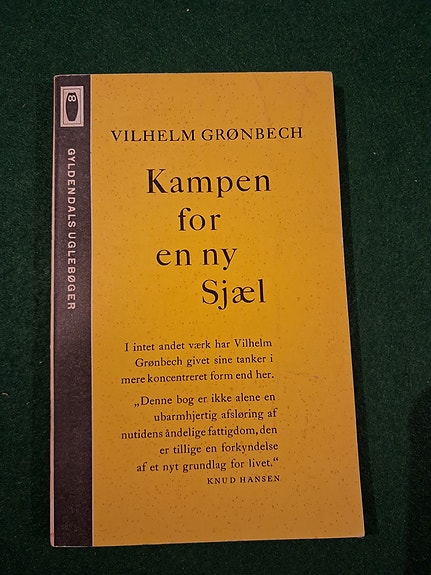 VILHELM GRØNBECH
Kampen
for
en ny
Sjæl
I intet andet værk har Vilhelm
Grønbech givet sine tanker i
mere koncentreret form end her.
„Denne bog er ikke alene en
ubarmhjertig afsløring af
nutidens åndelige fattigdom, den
er tillige en forkyndelse
af et nyt grundlag for livet.“
KNUD HANSEN
8
GYLDENDALS UGLEBØGER